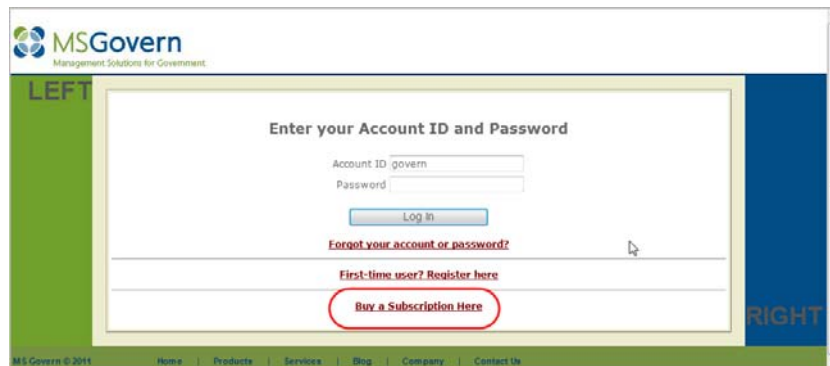 MSGovern
Management Solutions for Government
LEFT
Enter your Account ID and Password
Account ID govern
Password
Log In
Forgot your account or password?
First-time user? Register here
Buy a Subscription Here
RIGHT
MS Govern © 2011 Home | Products | Services | Blog | Company | Contact Us